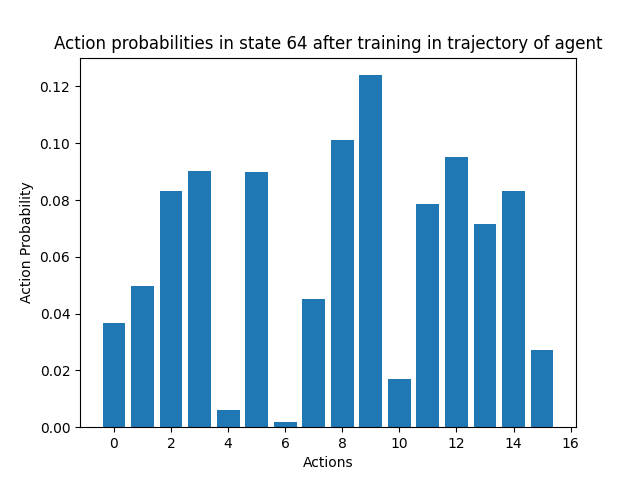 Action probabilities in state 64 after training in trajectory of agent
0.12
0.10
0.08
0.06
0.04
0.02
0.00
Action Probability
0 2 4 6 8 10 12 14 16
Actions